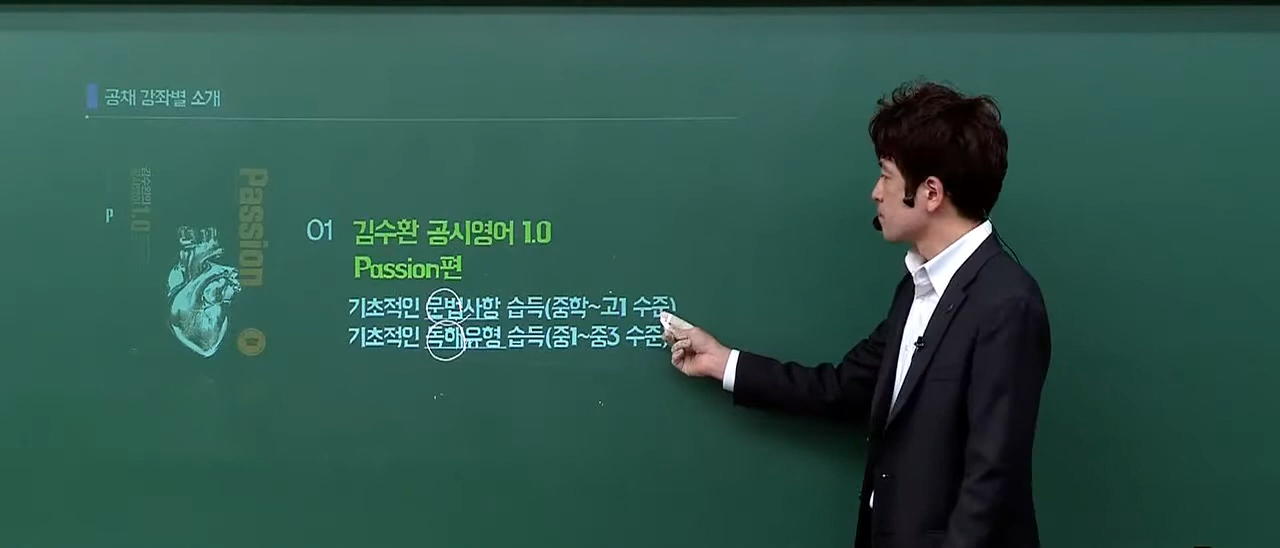 공채 강좌별 소개
Passion
1.0
P
01 김수환 공시영어 1.0
Passion편
기초적인 문법사항 습득(중학~고1 수준)
기초적인 독해유형 습득(중1~중3 수준)